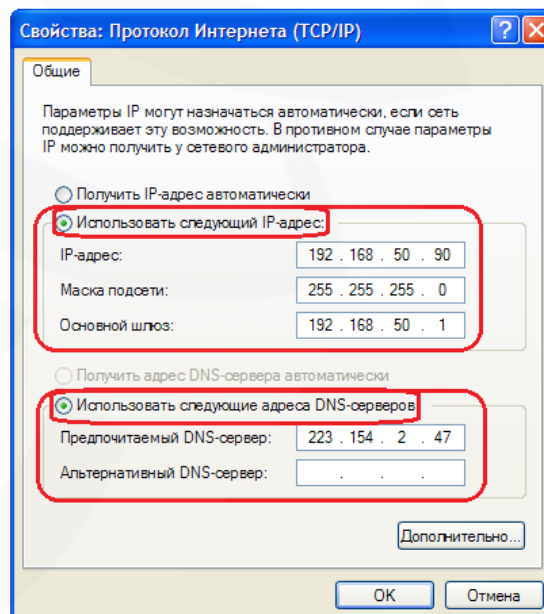 Свойства: Протокол Интернета (TCP/IP)
Общие
Параметры IP могут назначаться автоматически, если сеть
поддерживает эту возможность. В противном случае параметры
IP можно получить у сетевого администратора.
Получить IP-адрес автоматически
Использовать следующий IP-адрес:
IP-адрес: 192 . 168 . 50 . 90
Маска подсети: 255 . 255 . 255 . 0
Основной шлюз: 192 . 168 . 50 . 1
Получить адрес DNS-сервера автоматически
Использовать следующие адреса DNS-серверов
Предпочитаемый DNS-сервер: 223 . 154 . 2 . 47
Альтернативный DNS-сервер: . . .
Дополнительно...
OK Отмена